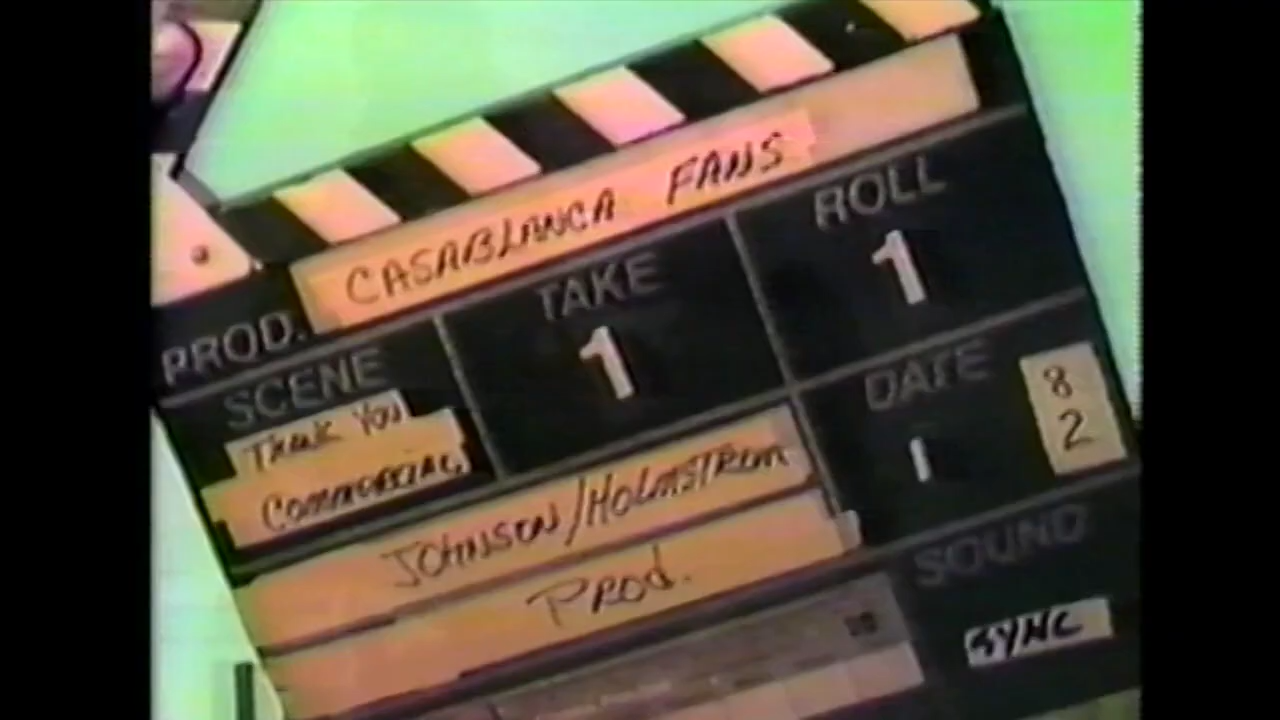 CASABLANCA FANS
PROD.
SCENE
TAKE
ROLL
THANK YOU
COMMERCIAL
1
1
DATE
8
2
1
JOHNSON/HOLMSTROM
PROD.
SOUND
SYNC